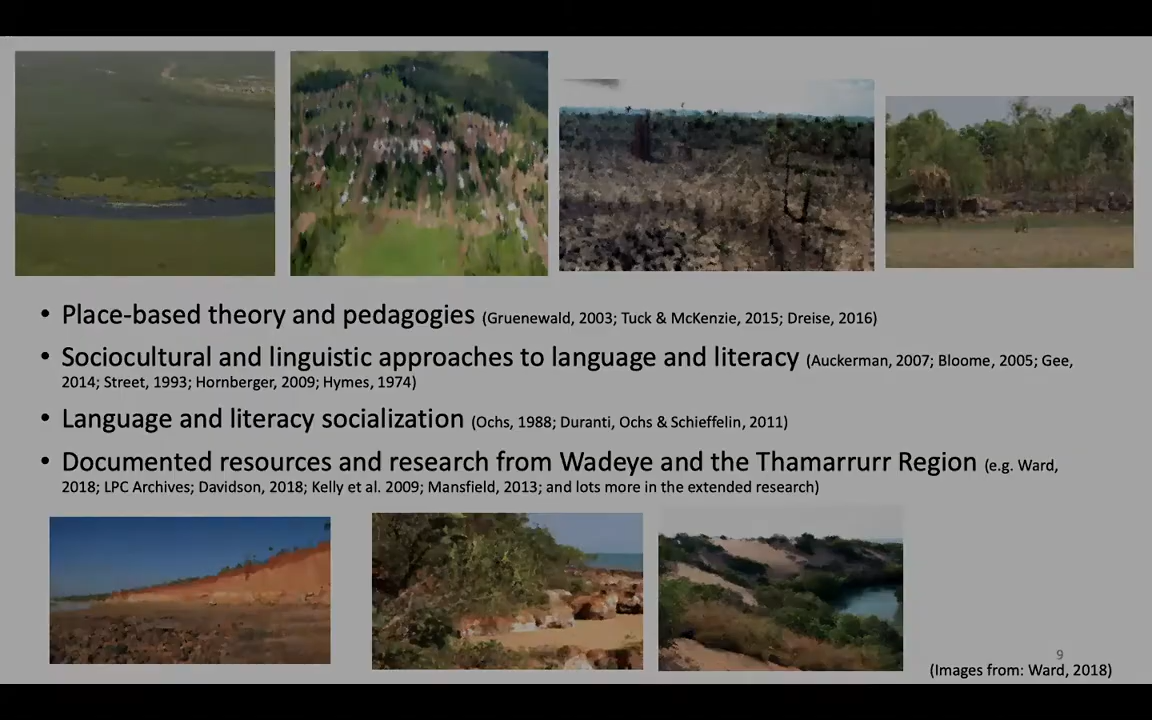 • Place-based theory and pedagogies (Gruenewald, 2003; Tuck & McKenzie, 2015; Dreise, 2016)
• Sociocultural and linguistic approaches to language and literacy (Auckerman, 2007; Bloome, 2005; Gee,
2014; Street, 1993; Hornberger, 2009; Hymes, 1974)
• Language and literacy socialization (Ochs, 1988; Duranti, Ochs & Schieffelin, 2011)
• Documented resources and research from Wadeye and the Thamarrurr Region (e.g. Ward,
2018; LPC Archives; Davidson, 2018; Kelly et al. 2009; Mansfield, 2013; and lots more in the extended research)
9
(Images from: Ward, 2018)